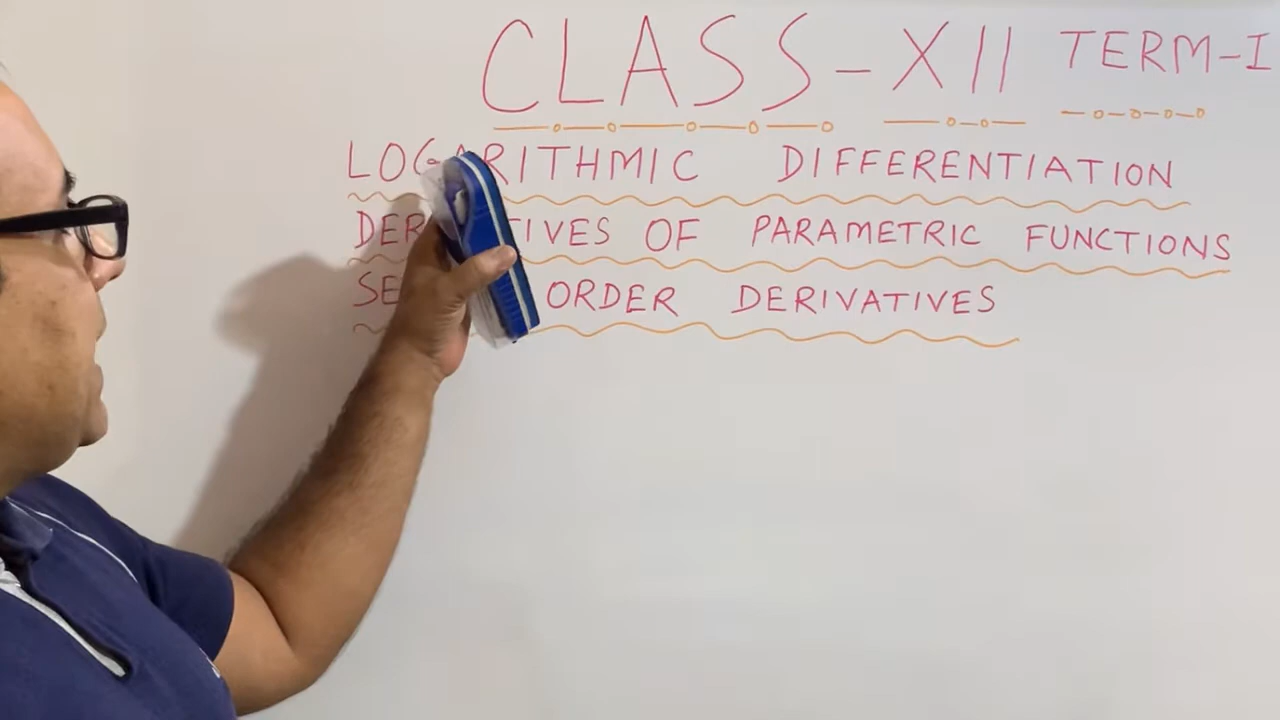 CLASS-XII TERM-I
LOGARITHMIC DIFFERENTIATION
DERIVATIVES OF PARAMETRIC FUNCTIONS
ORDER DERIVATIVES